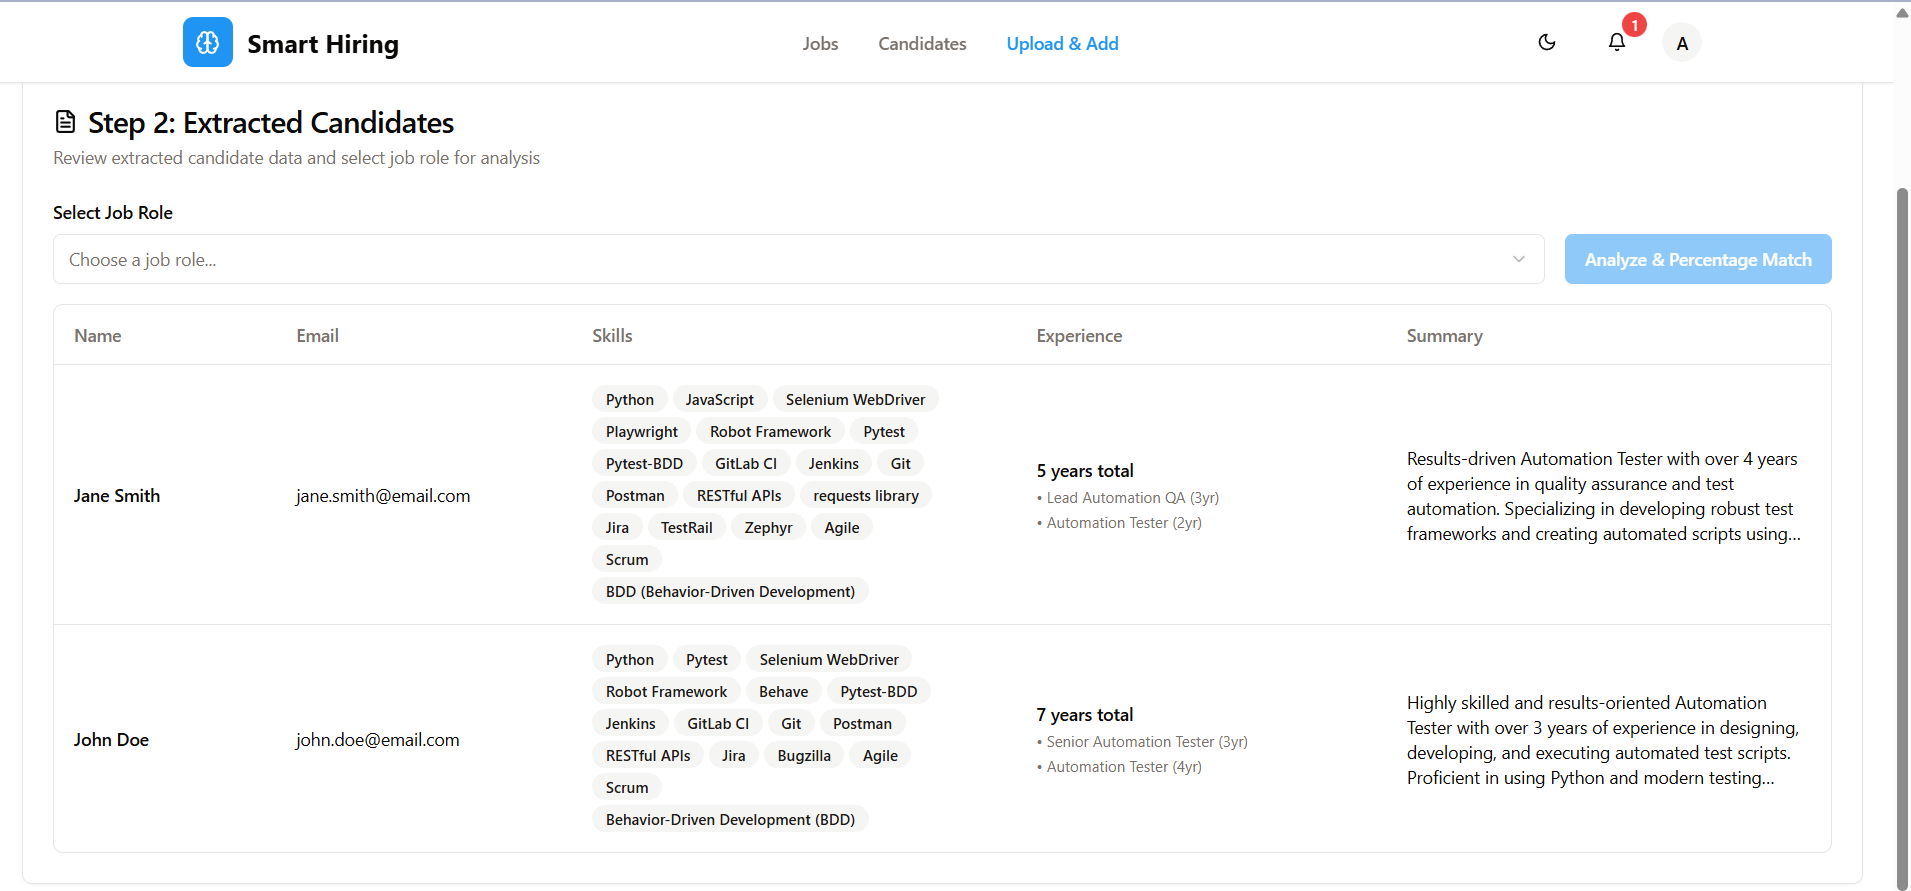 Smart Hiring
Jobs
Candidates
Upload & Add
1
A
Step 2: Extracted Candidates
Review extracted candidate data and select job role for analysis
Select Job Role
Choose a job role...
Analyze & Percentage Match
Name Email Skills Experience Summary
Jane Smith
jane.smith@email.com
Python JavaScript Selenium WebDriver
Playwright Robot Framework Pytest
Pytest-BDD GitLab CI Jenkins Git
Postman RESTful APIs requests library
Jira TestRail Zephyr Agile
Scrum
BDD (Behavior-Driven Development)
5 years total
• Lead Automation QA (3yr)
• Automation Tester (2yr)
Results-driven Automation Tester with over 4 years
of experience in quality assurance and test
automation. Specializing in developing robust test
frameworks and creating automated scripts using...
John Doe
john.doe@email.com
Python Pytest Selenium WebDriver
Robot Framework Behave Pytest-BDD
Jenkins GitLab CI Git Postman
RESTful APIs Jira Bugzilla Agile
Scrum
Behavior-Driven Development (BDD)
7 years total
• Senior Automation Tester (3yr)
• Automation Tester (4yr)
Highly skilled and results-oriented Automation
Tester with over 3 years of experience in designing,
developing, and executing automated test scripts.
Proficient in using Python and modern testing...